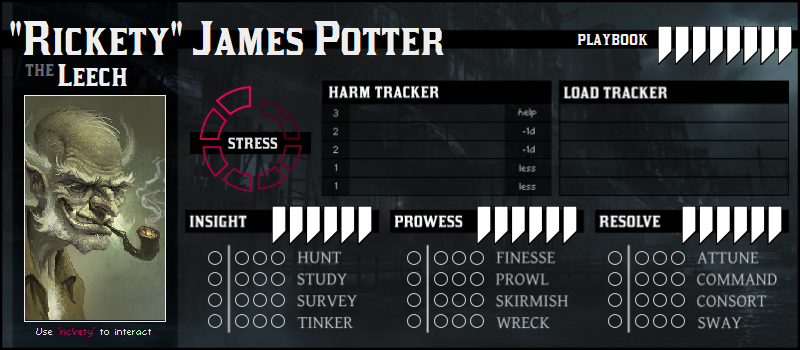 "Rickety" James Potter
THE Leech
PLAYBOOK
STRESS
HARM TRACKER
3 help
2 -1d
2 -1d
1 less
1 less
LOAD TRACKER
INSIGHT
HUNT
STUDY
SURVEY
TINKER
PROWESS
FINESSE
PROWL
SKIRMISH
WRECK
RESOLVE
ATTUNE
COMMAND
CONSORT
SWAY
Use 'rickety' to interact